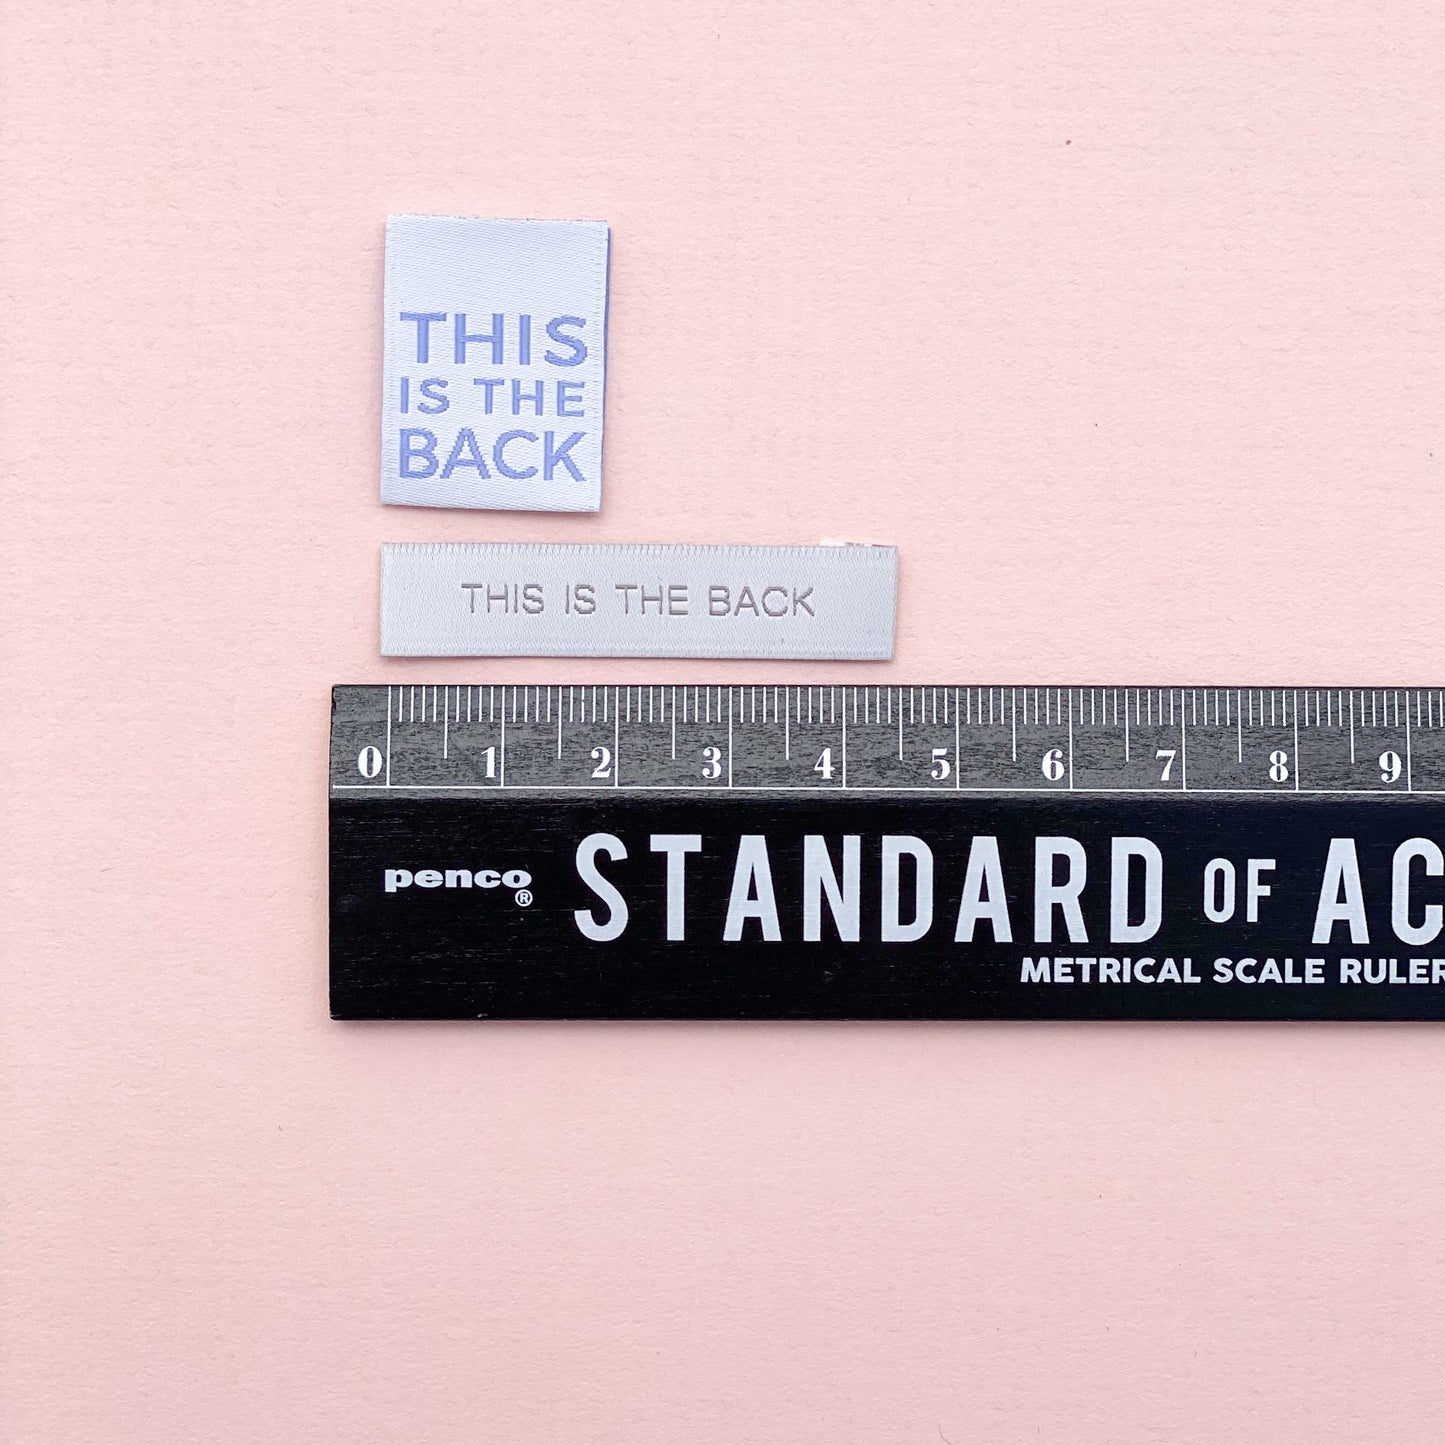 THIS
IS THE
BACK
THIS IS THE BACK
0 1 2 3 4 5 6 7 8 9
penco®
STANDARD OF AC
METRICAL SCALE RULER